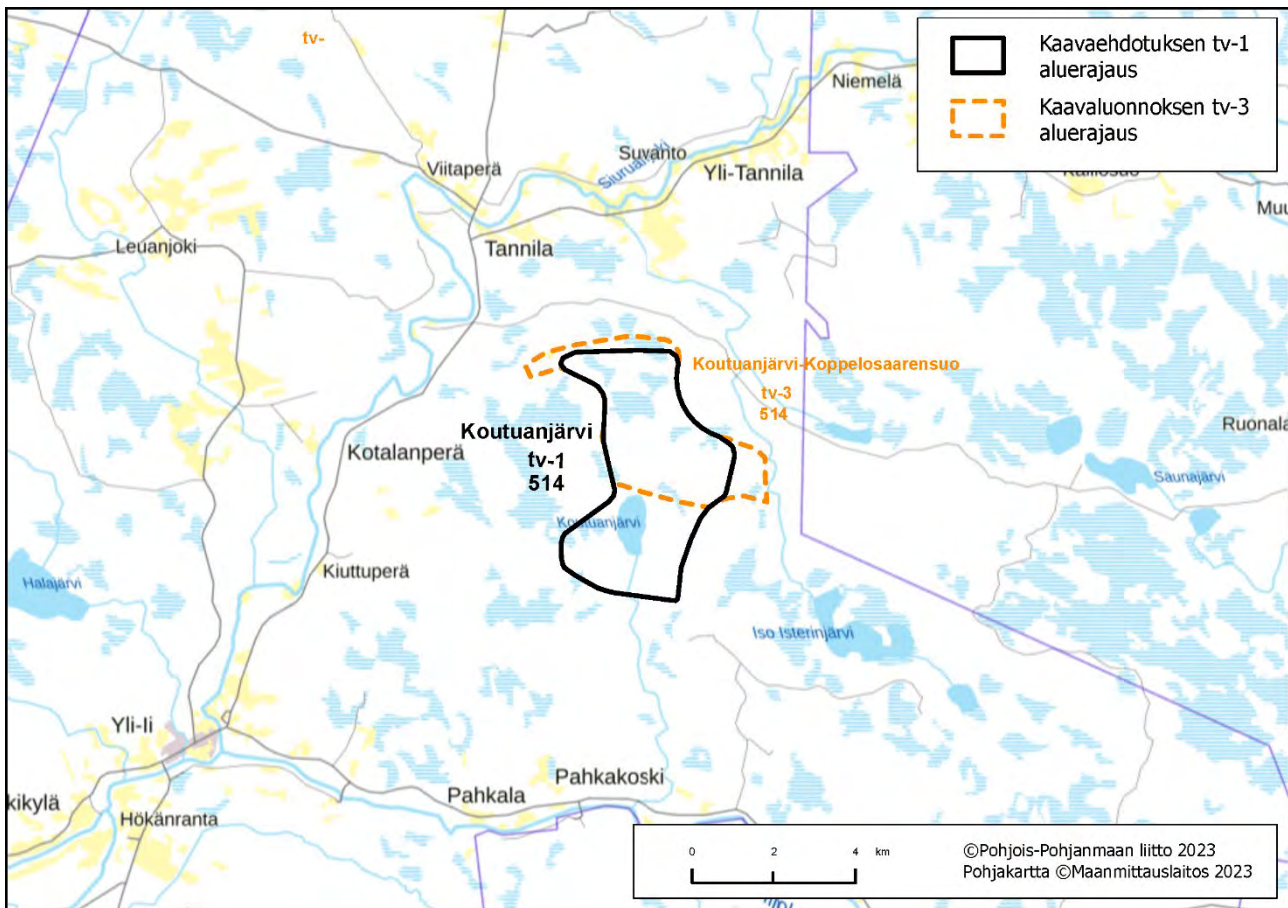 tv-
Kaavaehdotuksen tv-1
aluerajaus
Kaavaluonnoksen tv-3
aluerajaus
Niemelä
Suvanto
Viitaperä
Siuruanjoki
Yli-Tannila
Kalliosuo
Muu
Leuanjoki
Tannila
Koutuanjärvi-Koppelosaarensuo
tv-3
514
Koutuanjärvi
tv-1
514
Kotalanperä
Ruonala
Saunajärvi
Koutuanjärvi
Halajärvi
Kiuttuperä
Iso Isterinjärvi
Yli-Ii
Pahkakoski
Pahkala
kikylä
Hökänranta
0 2 4 km
©Pohjois-Pohjanmaan liitto 2023
Pohjakartta ©Maanmittauslaitos 2023